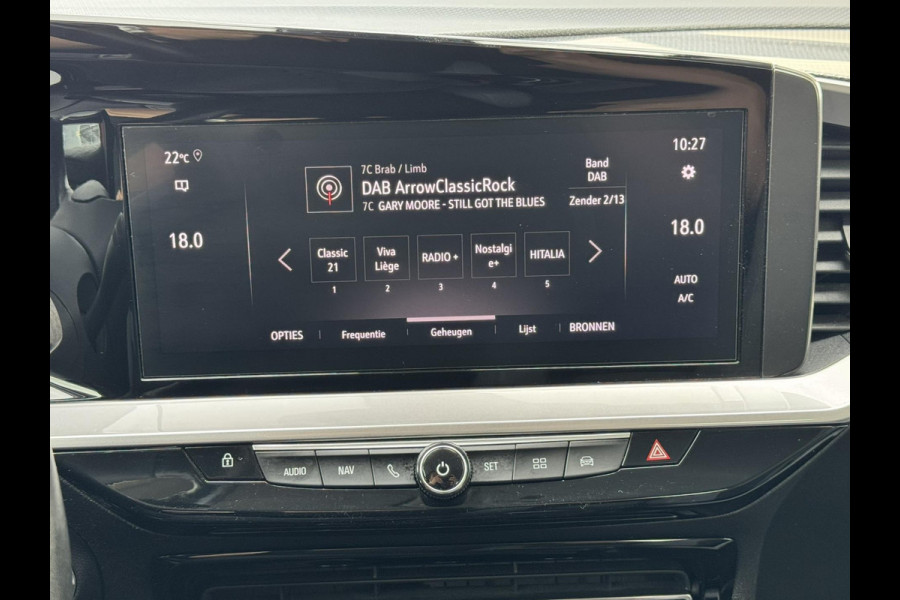 22°C
10:27
7C Brab / Limb
DAB ArrowClassicRock
7C GARY MOORE - STILL GOT THE BLUES
Band
DAB
Zender 2/13
18.0
18.0
Classic
21
Viva
Liège
RADIO +
Nostalgi
e+
HITALIA
1
2
3
4
5
AUTO
A/C
OPTIES
Frequentie
Geheugen
Lijst
BRONNEN
AUDIO
NAV
SET